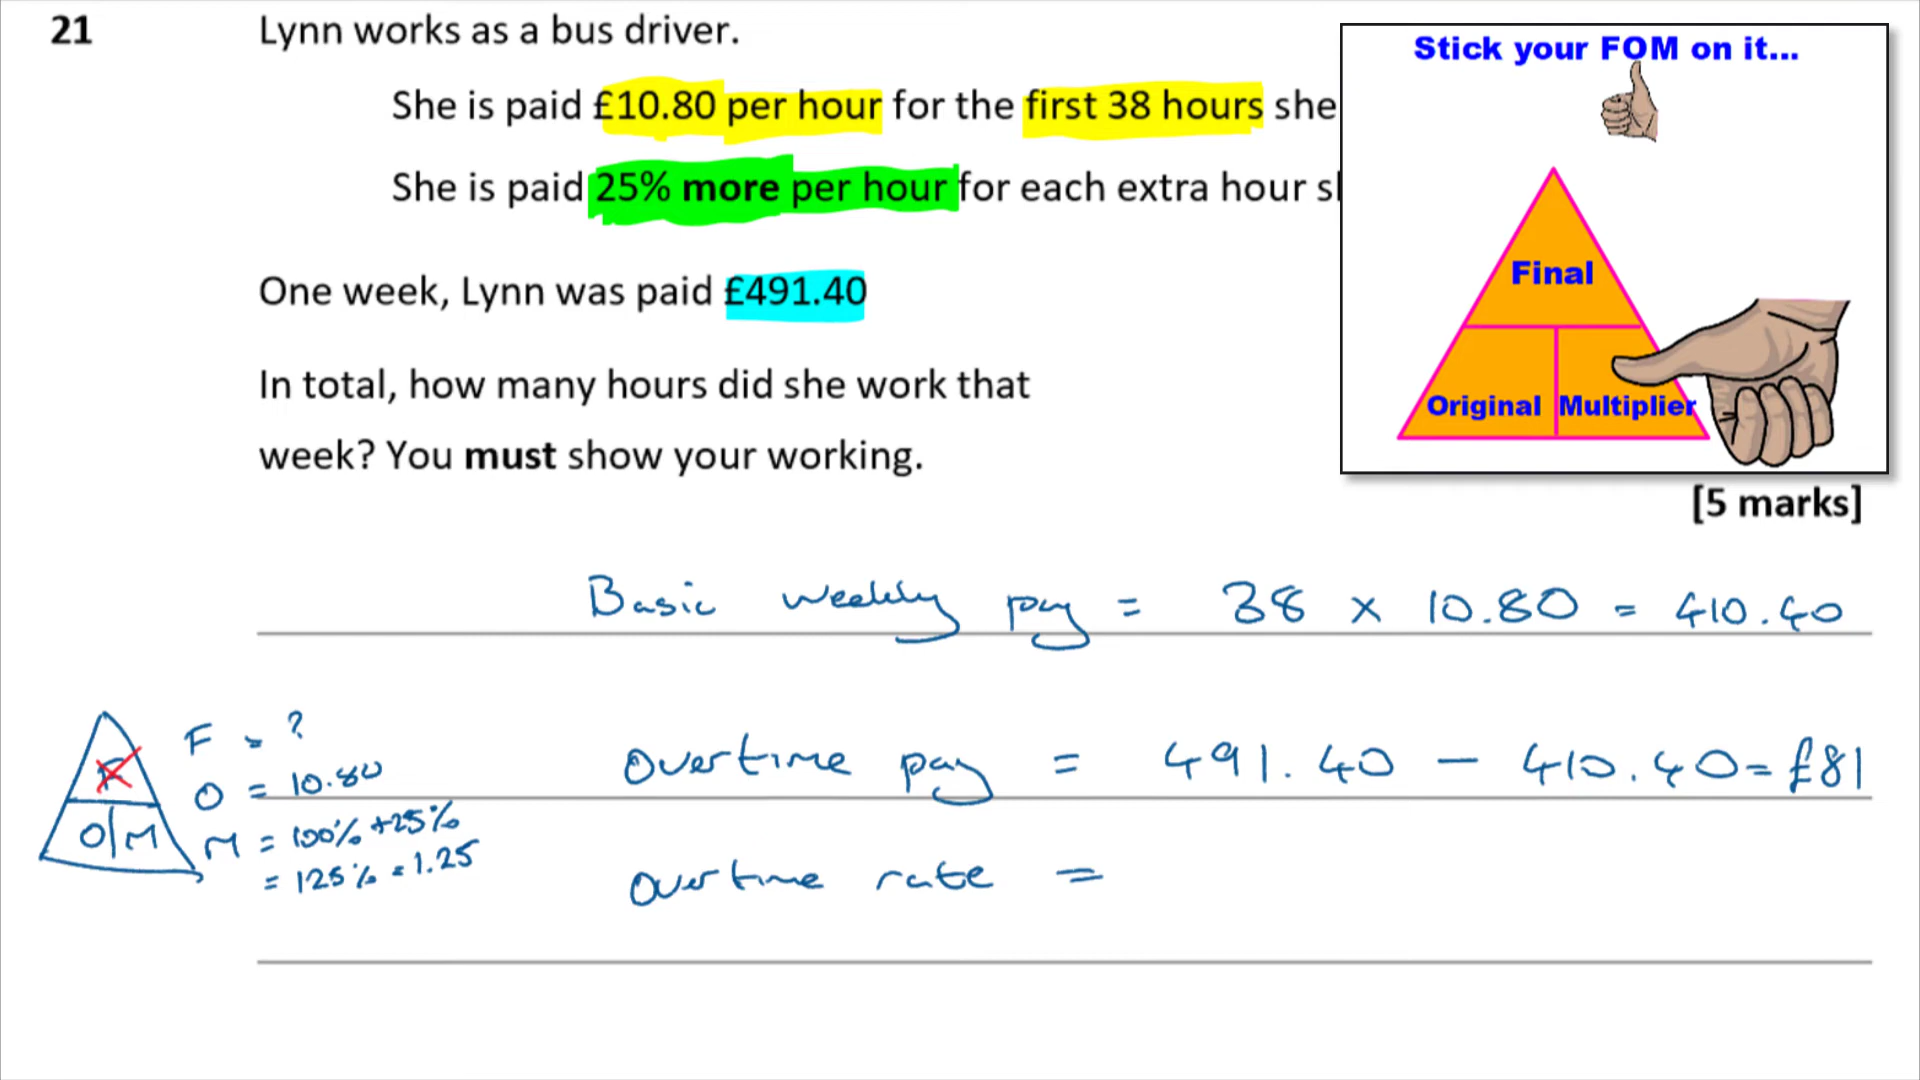 21 Lynn works as a bus driver.
She is paid £10.80 per hour for the first 38 hours she
She is paid 25% more per hour for each extra hour
One week, Lynn was paid £491.40
In total, how many hours did she work that
week? You must show your working.
Stick your FOM on it...
Final
Original Multiplier
[5 marks]
Basic weekly pay = 38 x 10.80 = 410.40
F
O M
F = ?
O = 10.80
M = 100% +25%
= 125% = 1.25
Overtime pay = 491.40 - 410.40= £81
Overtime rate =